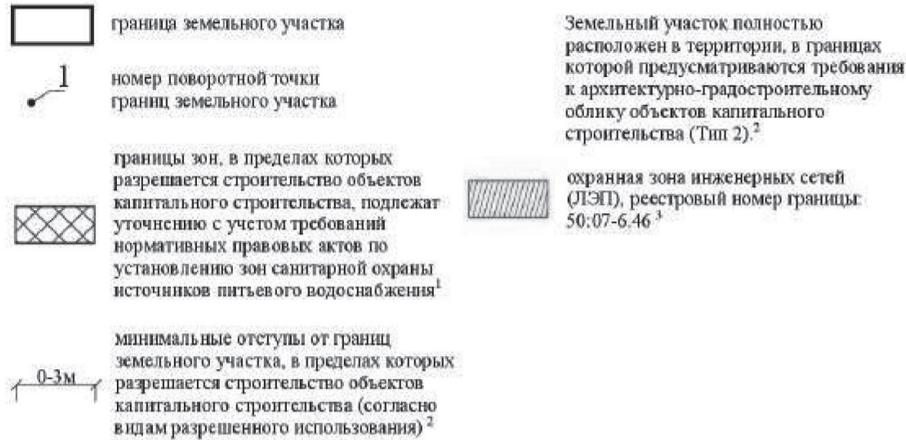 граница земельного участка
1
номер поворотной точки
границ земельного участка
границы зон, в пределах которых
разрешается строительство объектов
капитального строительства, подлежат
уточнению с учетом требований
нормативных правовых актов по
установлению зон санитарной охраны
источников питьевого водоснабжения¹
0-3м
минимальные отступы от границ
земельного участка, в пределах которых
разрешается строительство объектов
капитального строительства (согласно
видам разрешенного использования) ²
Земельный участок полностью
расположен в территории, в границах
которой предусматриваются требования
к архитектурно-градостроительному
облику объектов капитального
строительства (Тип 2).²
охранная зона инженерных сетей
(ЛЭП), реестровый номер границы:
50:07-6.46 ³